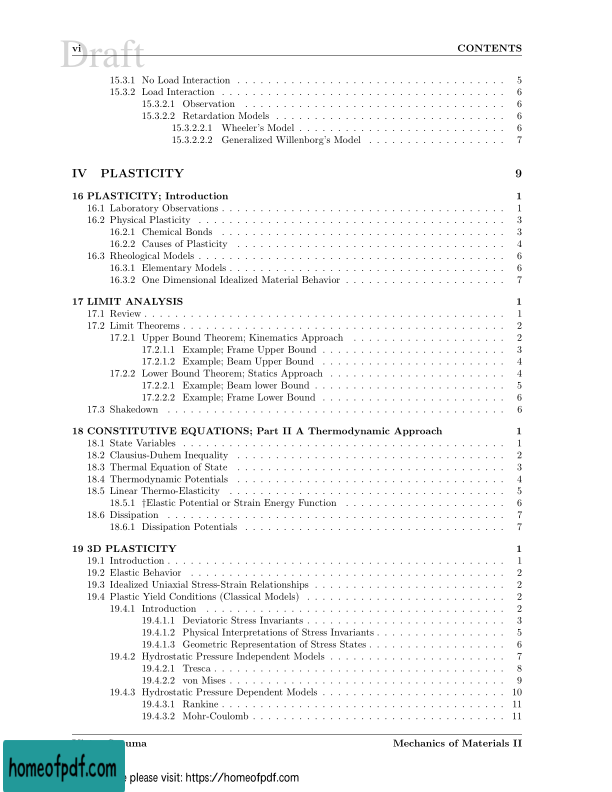 Draft
vi CONTENTS
15.3.1 No Load Interaction . . . . . . . . . . . . . . . . . . . . . . . . . . . . . . . . . . . 5
15.3.2 Load Interaction . . . . . . . . . . . . . . . . . . . . . . . . . . . . . . . . . . . . . 6
15.3.2.1 Observation . . . . . . . . . . . . . . . . . . . . . . . . . . . . . . . . . . 6
15.3.2.2 Retardation Models . . . . . . . . . . . . . . . . . . . . . . . . . . . . . . 6
15.3.2.2.1 Wheeler's Model . . . . . . . . . . . . . . . . . . . . . . . . . . . 6
15.3.2.2.2 Generalized Willenborg's Model . . . . . . . . . . . . . . . . . . 7
IV PLASTICITY 9
16 PLASTICITY; Introduction 1
16.1 Laboratory Observations . . . . . . . . . . . . . . . . . . . . . . . . . . . . . . . . . . . . . 1
16.2 Physical Plasticity . . . . . . . . . . . . . . . . . . . . . . . . . . . . . . . . . . . . . . . . 3
16.2.1 Chemical Bonds . . . . . . . . . . . . . . . . . . . . . . . . . . . . . . . . . . . . . 3
16.2.2 Causes of Plasticity . . . . . . . . . . . . . . . . . . . . . . . . . . . . . . . . . . . 4
16.3 Rheological Models . . . . . . . . . . . . . . . . . . . . . . . . . . . . . . . . . . . . . . . . 6
16.3.1 Elementary Models . . . . . . . . . . . . . . . . . . . . . . . . . . . . . . . . . . . . 6
16.3.2 One Dimensional Idealized Material Behavior . . . . . . . . . . . . . . . . . . . . . 7
17 LIMIT ANALYSIS 1
17.1 Review . . . . . . . . . . . . . . . . . . . . . . . . . . . . . . . . . . . . . . . . . . . . . . . 1
17.2 Limit Theorems . . . . . . . . . . . . . . . . . . . . . . . . . . . . . . . . . . . . . . . . . . 2
17.2.1 Upper Bound Theorem; Kinematics Approach . . . . . . . . . . . . . . . . . . . . 2
17.2.1.1 Example; Frame Upper Bound . . . . . . . . . . . . . . . . . . . . . . . . 3
17.2.1.2 Example; Beam Upper Bound . . . . . . . . . . . . . . . . . . . . . . . . 4
17.2.2 Lower Bound Theorem; Statics Approach . . . . . . . . . . . . . . . . . . . . . . . 4
17.2.2.1 Example; Beam lower Bound . . . . . . . . . . . . . . . . . . . . . . . . . 5
17.2.2.2 Example; Frame Lower Bound . . . . . . . . . . . . . . . . . . . . . . . . 6
17.3 Shakedown . . . . . . . . . . . . . . . . . . . . . . . . . . . . . . . . . . . . . . . . . . . . 6
18 CONSTITUTIVE EQUATIONS; Part II A Thermodynamic Approach 1
18.1 State Variables . . . . . . . . . . . . . . . . . . . . . . . . . . . . . . . . . . . . . . . . . . 1
18.2 Clausius-Duhem Inequality . . . . . . . . . . . . . . . . . . . . . . . . . . . . . . . . . . . 2
18.3 Thermal Equation of State . . . . . . . . . . . . . . . . . . . . . . . . . . . . . . . . . . . 3
18.4 Thermodynamic Potentials . . . . . . . . . . . . . . . . . . . . . . . . . . . . . . . . . . . 4
18.5 Linear Thermo-Elasticity . . . . . . . . . . . . . . . . . . . . . . . . . . . . . . . . . . . . 5
18.5.1 †Elastic Potential or Strain Energy Function . . . . . . . . . . . . . . . . . . . . . 6
18.6 Dissipation . . . . . . . . . . . . . . . . . . . . . . . . . . . . . . . . . . . . . . . . . . . . 7
18.6.1 Dissipation Potentials . . . . . . . . . . . . . . . . . . . . . . . . . . . . . . . . . . 7
19 3D PLASTICITY 1
19.1 Introduction . . . . . . . . . . . . . . . . . . . . . . . . . . . . . . . . . . . . . . . . . . . . 1
19.2 Elastic Behavior . . . . . . . . . . . . . . . . . . . . . . . . . . . . . . . . . . . . . . . . . 2
19.3 Idealized Uniaxial Stress-Strain Relationships . . . . . . . . . . . . . . . . . . . . . . . . . 2
19.4 Plastic Yield Conditions (Classical Models) . . . . . . . . . . . . . . . . . . . . . . . . . . 2
19.4.1 Introduction . . . . . . . . . . . . . . . . . . . . . . . . . . . . . . . . . . . . . . . 2
19.4.1.1 Deviatoric Stress Invariants . . . . . . . . . . . . . . . . . . . . . . . . . . 3
19.4.1.2 Physical Interpretations of Stress Invariants . . . . . . . . . . . . . . . . . 5
19.4.1.3 Geometric Representation of Stress States . . . . . . . . . . . . . . . . . . 6
19.4.2 Hydrostatic Pressure Independent Models . . . . . . . . . . . . . . . . . . . . . . . 7
19.4.2.1 Tresca . . . . . . . . . . . . . . . . . . . . . . . . . . . . . . . . . . . . . . 8
19.4.2.2 von Mises . . . . . . . . . . . . . . . . . . . . . . . . . . . . . . . . . . . . 9
19.4.3 Hydrostatic Pressure Dependent Models . . . . . . . . . . . . . . . . . . . . . . . . 10
19.4.3.1 Rankine . . . . . . . . . . . . . . . . . . . . . . . . . . . . . . . . . . . . . 11
19.4.3.2 Mohr-Coulomb . . . . . . . . . . . . . . . . . . . . . . . . . . . . . . . . . 11
Mechanics of Materials II
homeofpdf.com
please visit: https://homeofpdf.com